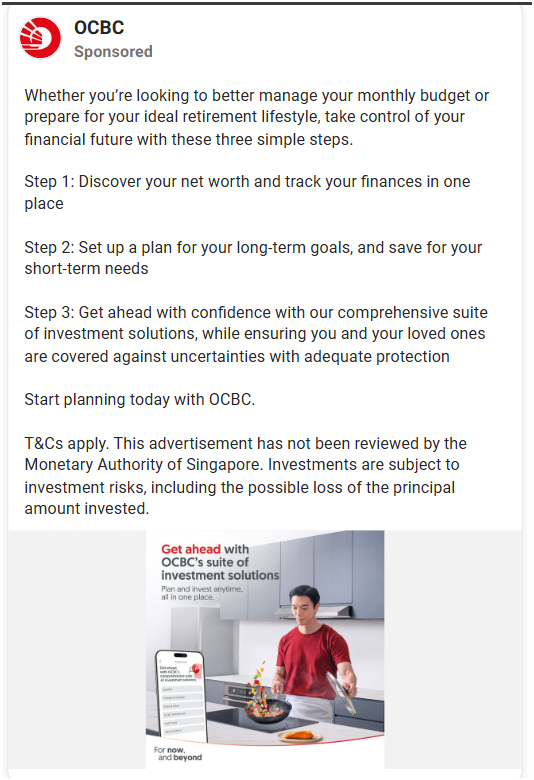 OCBC
Sponsored
Whether you’re looking to better manage your monthly budget or
prepare for your ideal retirement lifestyle, take control of your
financial future with these three simple steps.
Step 1: Discover your net worth and track your finances in one
place
Step 2: Set up a plan for your long-term goals, and save for your
short-term needs
Step 3: Get ahead with confidence with our comprehensive suite
of investment solutions, while ensuring you and your loved ones
are covered against uncertainties with adequate protection
Start planning today with OCBC.
T&Cs apply. This advertisement has not been reviewed by the
Monetary Authority of Singapore. Investments are subject to
investment risks, including the possible loss of the principal
amount invested.
Get ahead with
OCBC’s suite of
investment solutions
Plan and invest anytime,
all in one place.
Get ahead
with OCBC's
comprehensive suite
of investment solutions
For now,
and beyond